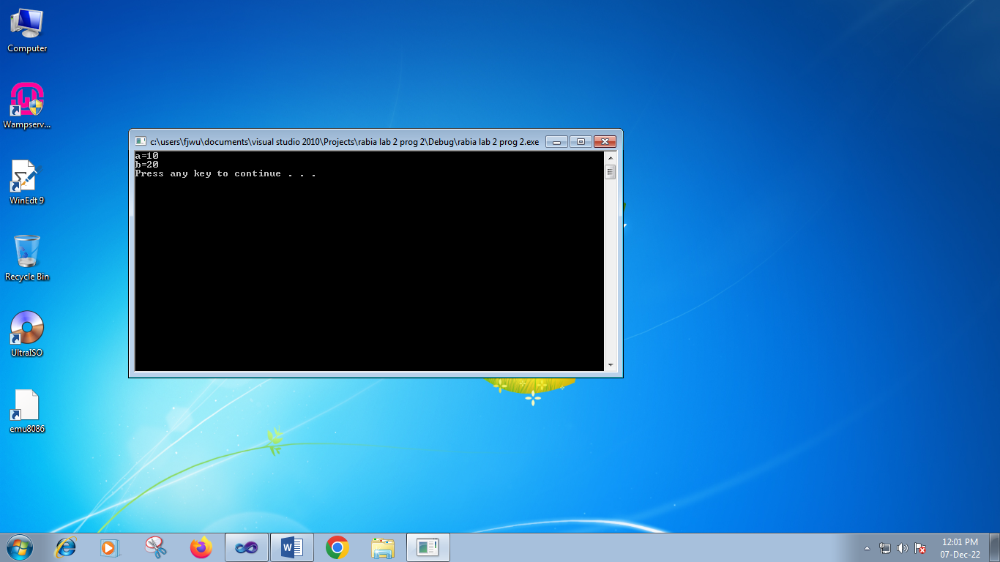 Computer
Wampserv...
WinEdt 9
Recycle Bin
UltraISO
emu8086
c:\users\fjwu\documents\visual studio 2010\Projects\rabia lab 2 prog 2\Debug\rabia lab 2 prog 2.exe
a=10
b=20
Press any key to continue . . .
12:01 PM
07-Dec-22